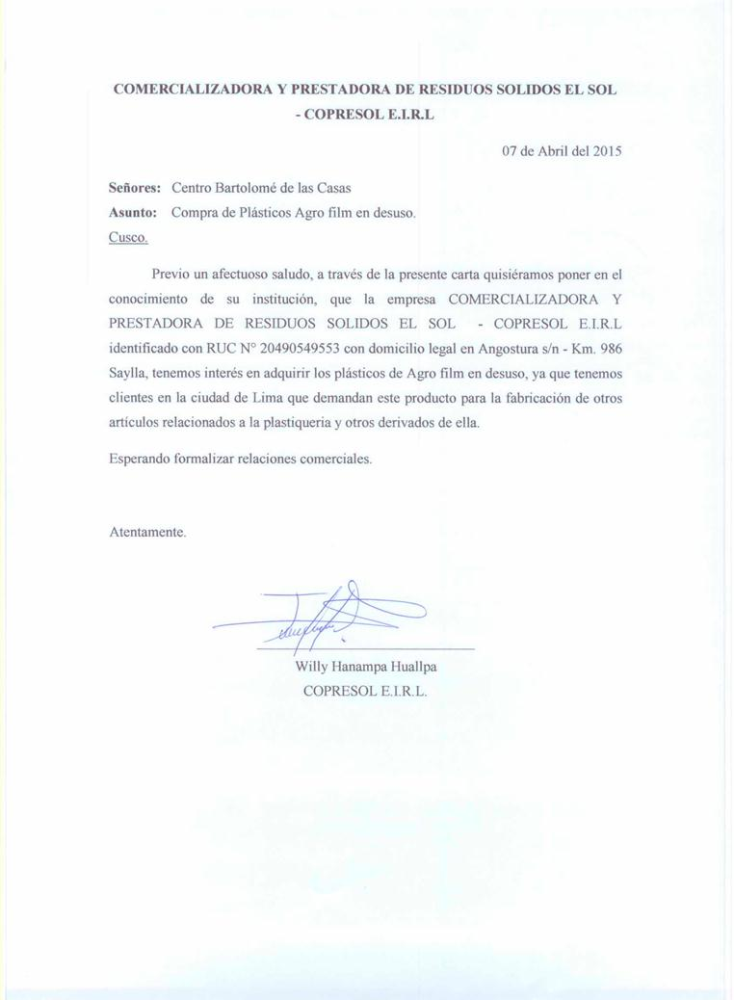 COMERCIALIZADORA Y PRESTADORA DE RESIDUOS SOLIDOS EL SOL
- COPRESOL E.I.R.L
07 de Abril del 2015
Señores: Centro Bartolomé de las Casas
Asunto: Compra de Plásticos Agro film en desuso.
Cusco.
Previo un afectuoso saludo, a través de la presente carta quisiéramos poner en el
conocimiento de su institución, que la empresa COMERCIALIZADORA Y
PRESTADORA DE RESIDUOS SOLIDOS EL SOL - COPRESOL E.I.R.L
identificado con RUC N° 20490549553 con domicilio legal en Angostura s/n - Km. 986
Saylla, tenemos interés en adquirir los plásticos de Agro film en desuso, ya que tenemos
clientes en la ciudad de Lima que demandan este producto para la fabricación de otros
artículos relacionados a la plastiqueria y otros derivados de ella.
Esperando formalizar relaciones comerciales.
Atentamente.
Willy Hanampa Huallpa
COPRESOL E.I.R.L.